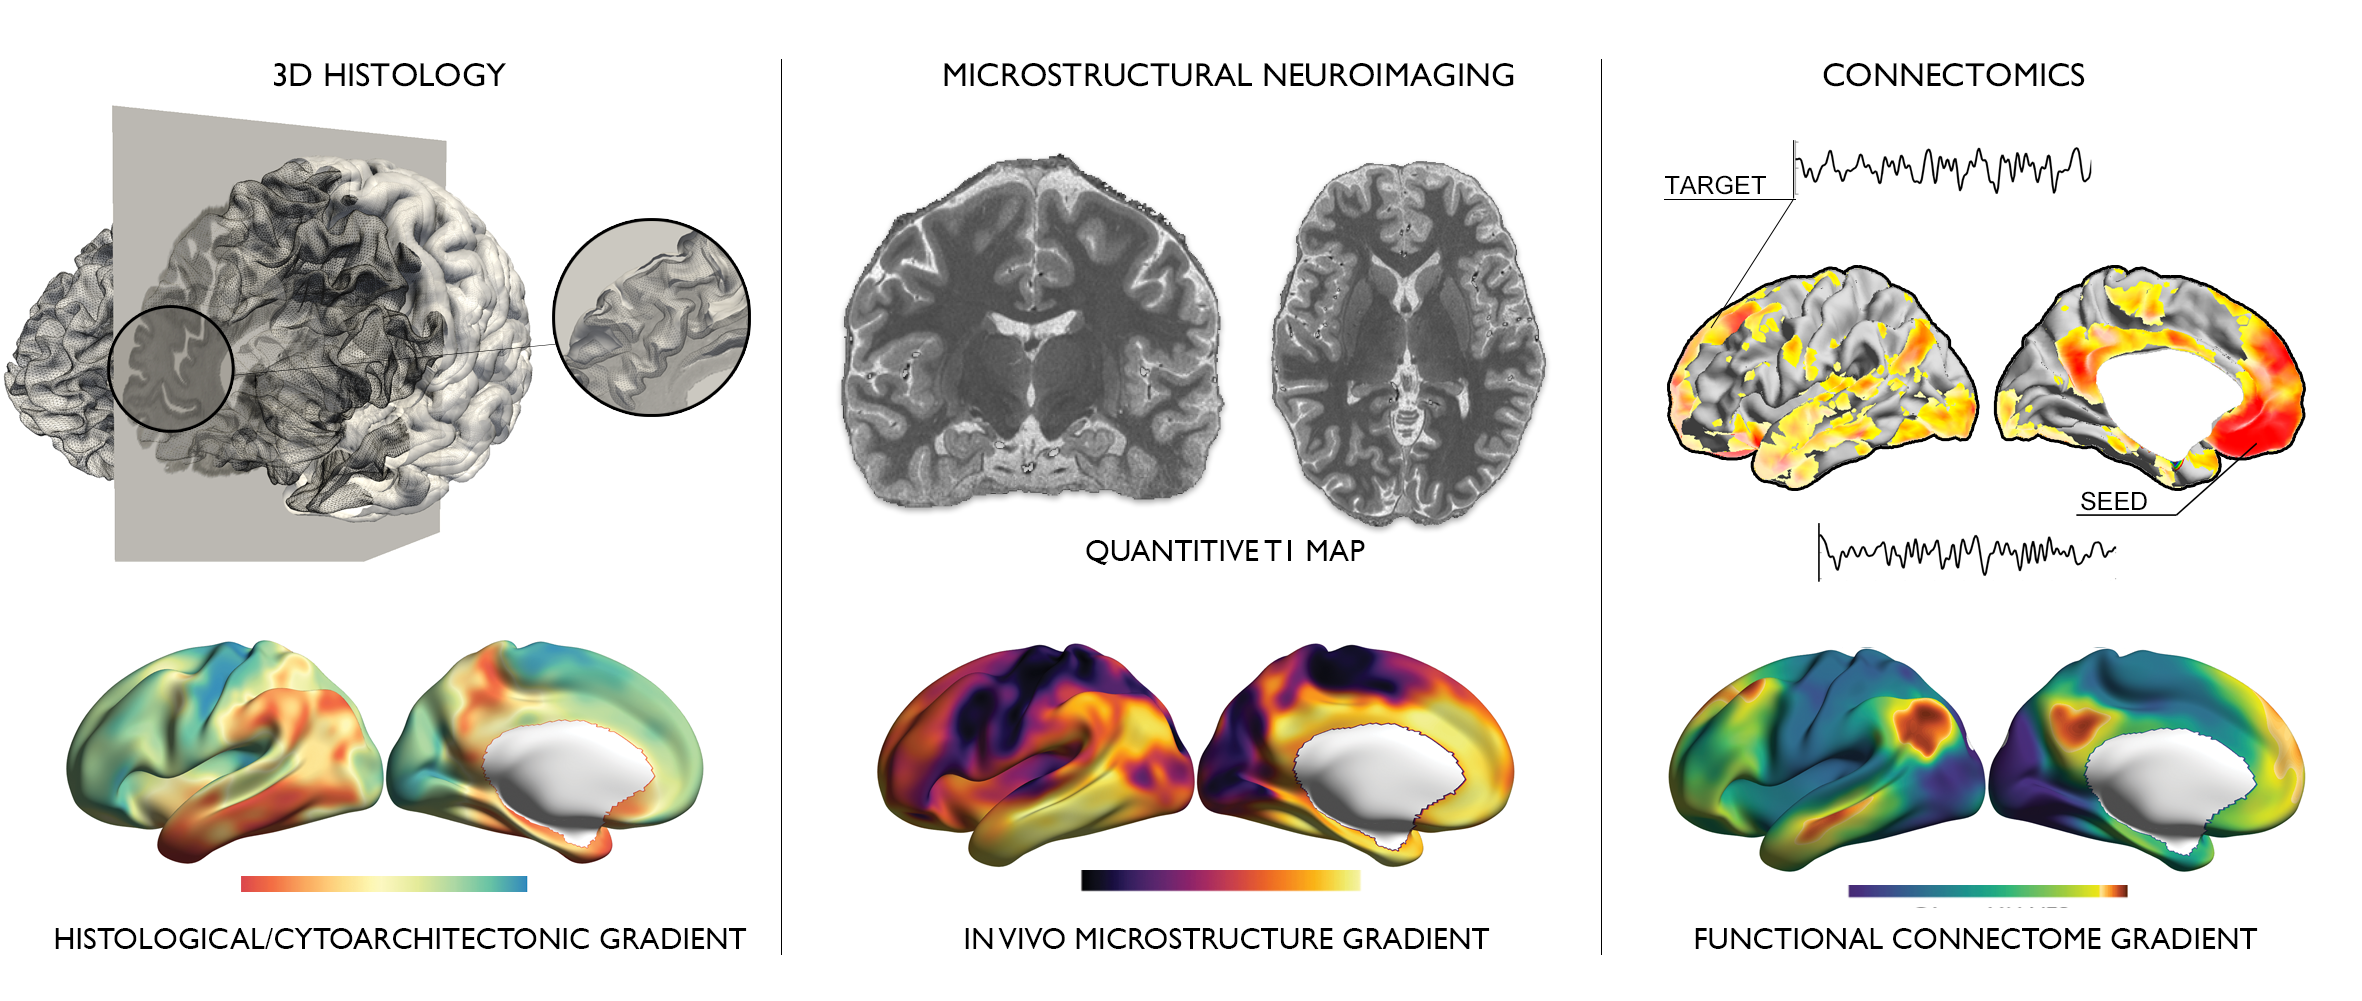 3D HISTOLOGY
MICROSTRUCTURAL NEUROIMAGING
CONNECTOMICS
TARGET
SEED
QUANTITIVE T1 MAP
HISTOLOGICAL/CYTOARCHITECTONIC GRADIENT
IN VIVO MICROSTRUCTURE GRADIENT
FUNCTIONAL CONNECTOME GRADIENT